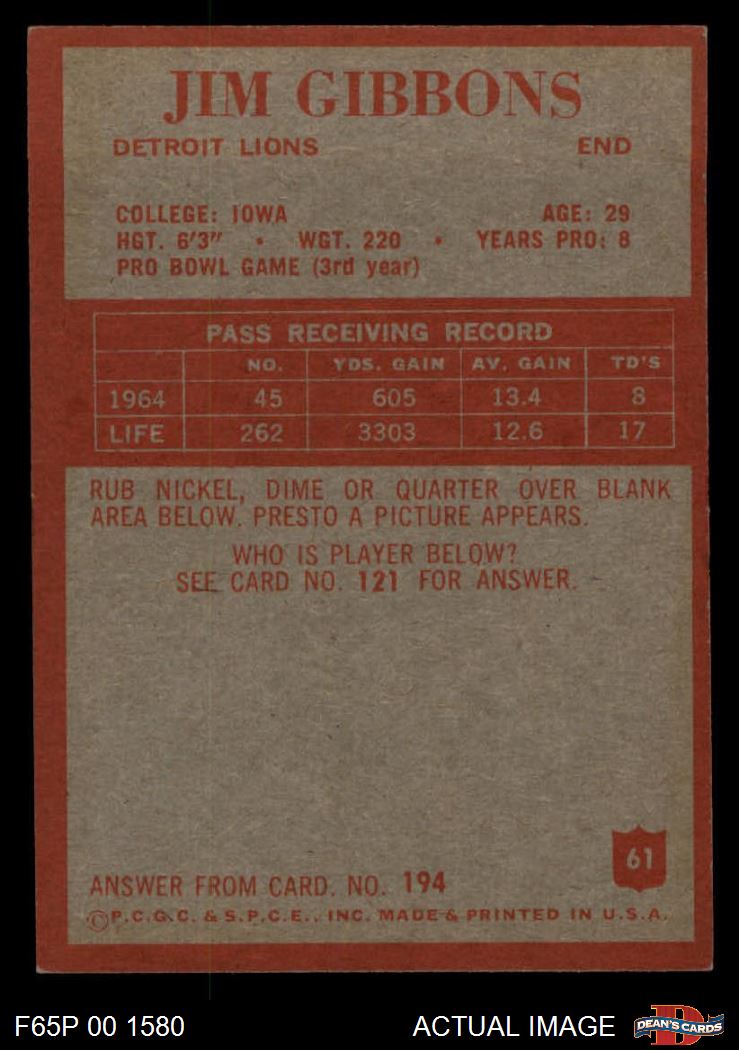 JIM GIBBONS
DETROIT LIONS END
COLLEGE: IOWA AGE: 29
HGT. 6'3" • WGT. 220 • YEARS PRO: 8
PRO BOWL GAME (3rd year)
PASS RECEIVING RECORD
NO. YDS. GAIN AV. GAIN TD'S
1964 45 605 13.4 8
LIFE 262 3303 12.6 17
RUB NICKEL, DIME OR QUARTER OVER BLANK
AREA BELOW. PRESTO A PICTURE APPEARS.
WHO IS PLAYER BELOW?
SEE CARD NO. 121 FOR ANSWER.
61
ANSWER FROM CARD. NO. 194
©P.C.G.C. & S.P.C.E., INC. MADE & PRINTED IN U.S.A.
F65P 00 1580 ACTUAL IMAGE D DEAN'S CARDS